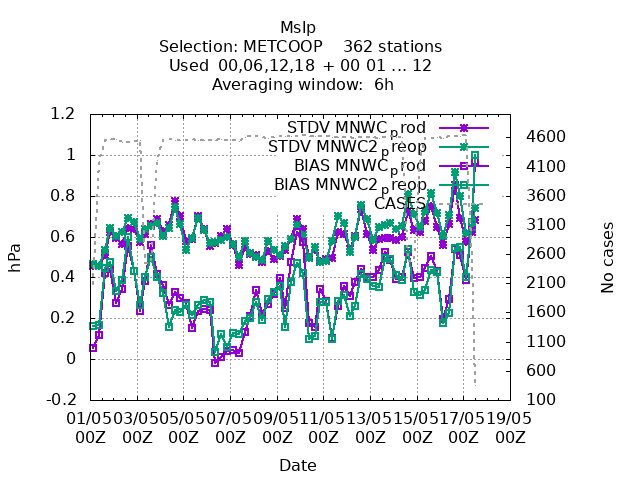 Mslp
Selection: METCOOP    362 stations
Used  00,06,12,18  + 00 01 ... 12
Averaging window:  6h
STDV MNWC_prod
STDV MNWC2_preop
BIAS MNWC_prod
BIAS MNWC2_preop
CASES
1.2
1
0.8
0.6
0.4
0.2
0
-0.2
hPa
4600
4100
3600
3100
2600
2100
1600
1100
600
100
No cases
01/05 03/05 05/05 07/05 09/05 11/05 13/05 15/05 17/05 19/05
00Z 00Z 00Z 00Z 00Z 00Z 00Z 00Z 00Z 00Z
Date